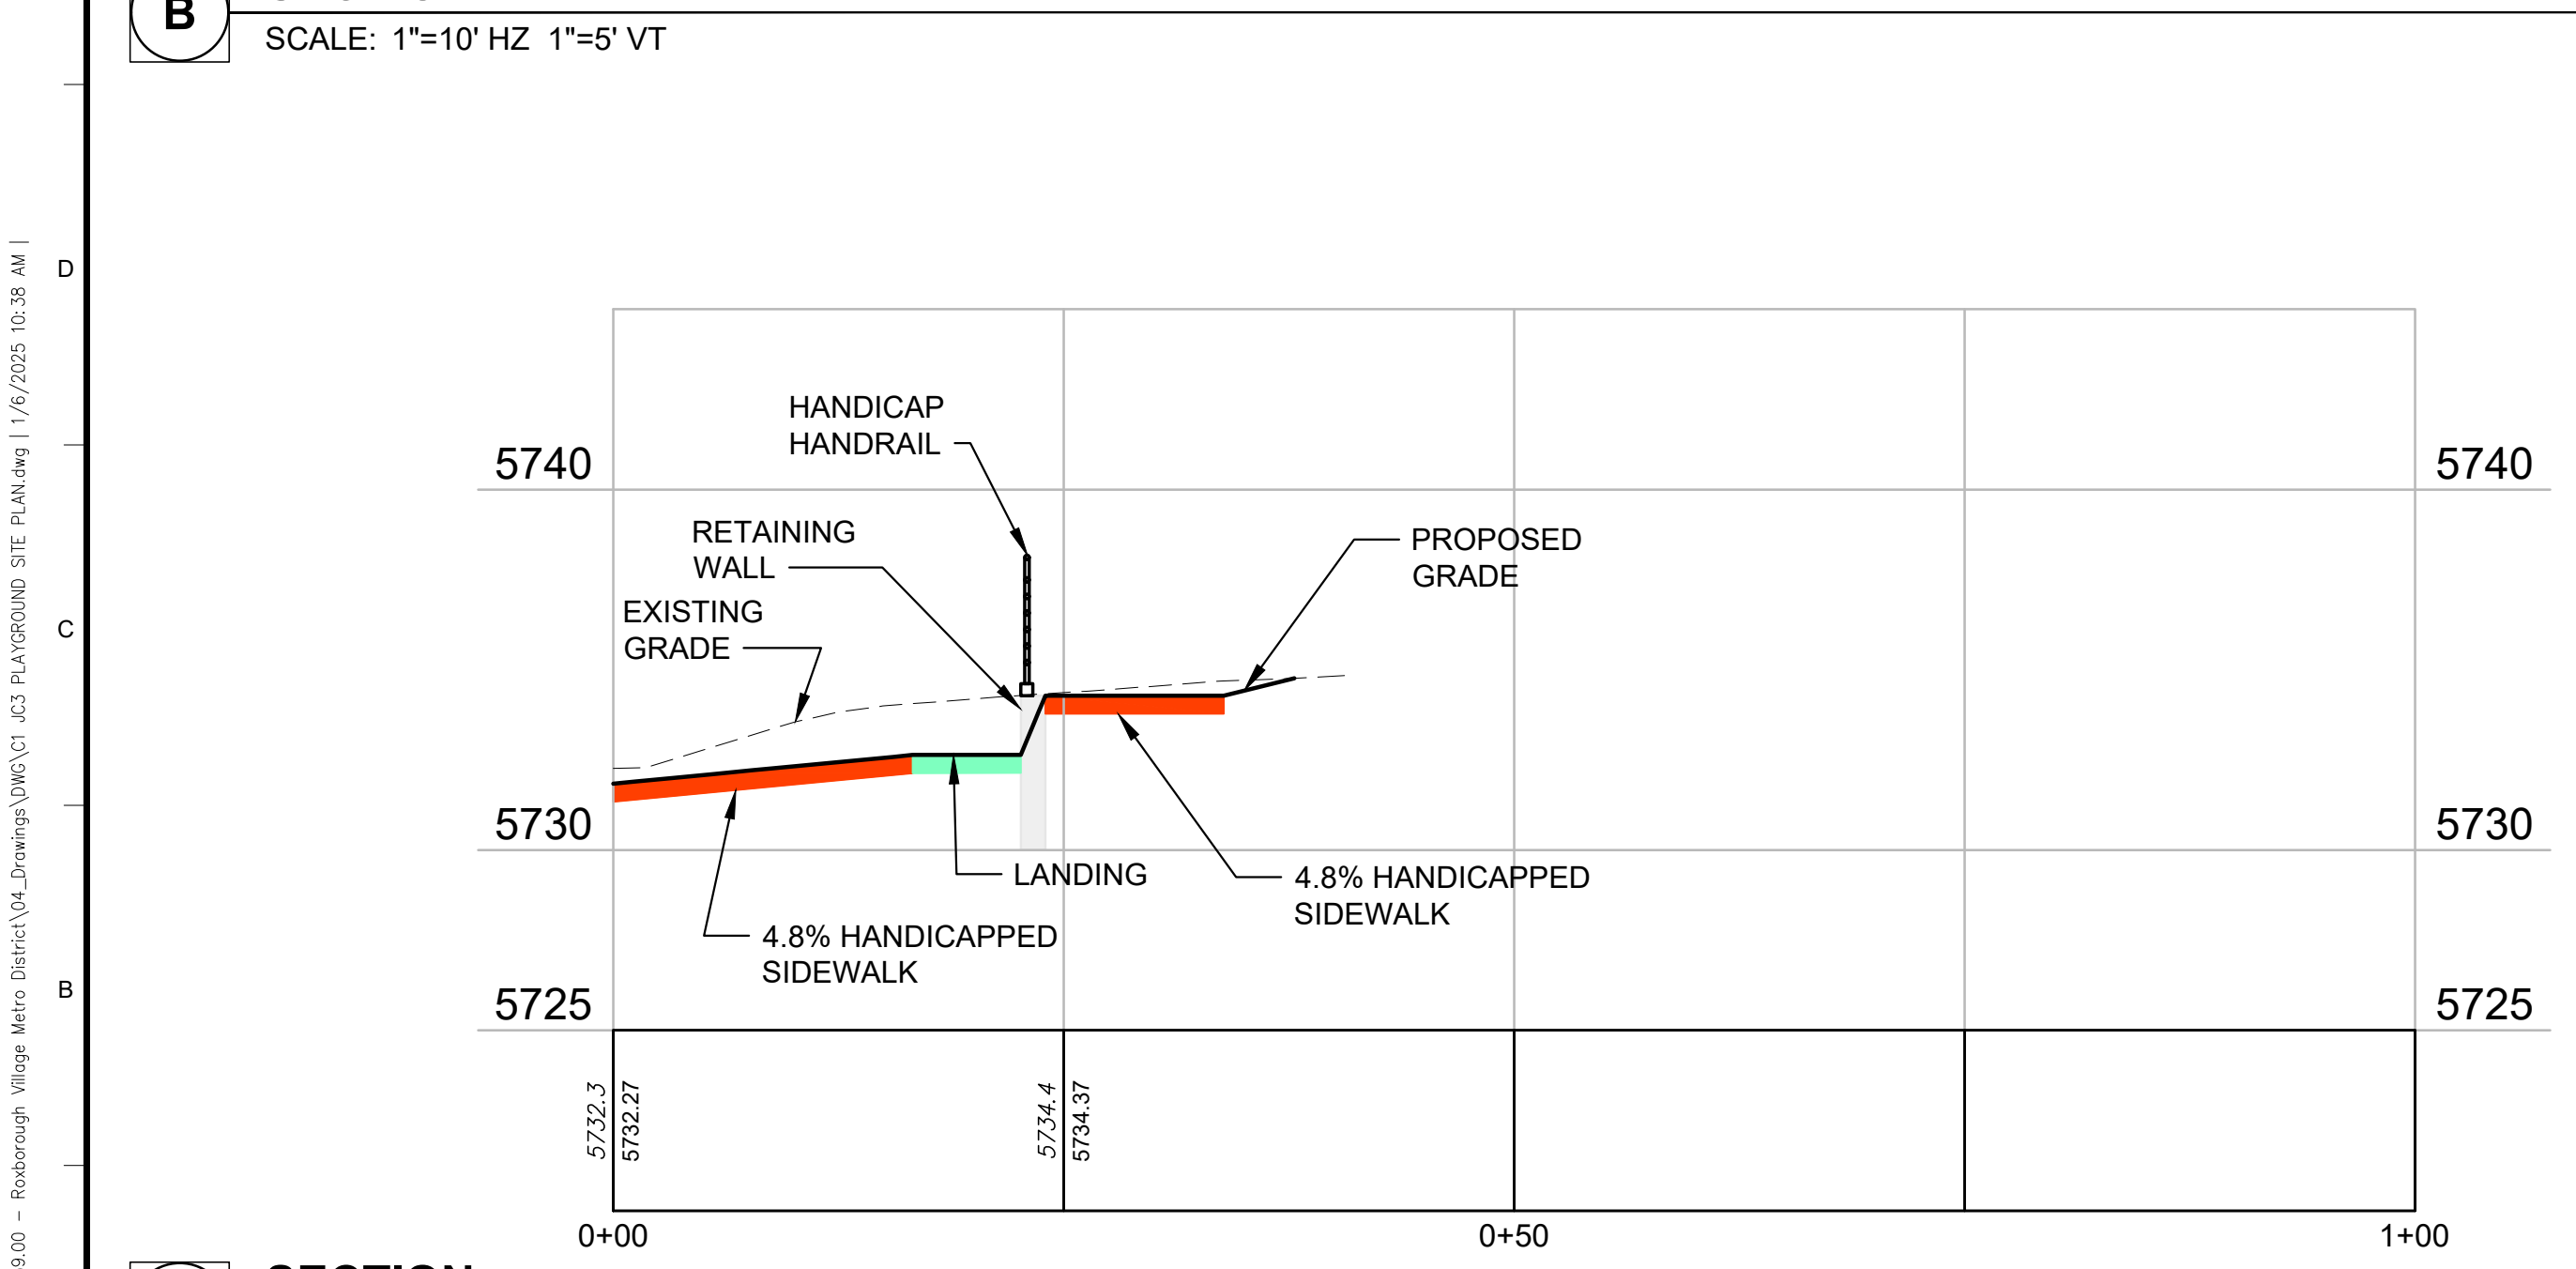 B
SCALE: 1"=10' HZ 1"=5' VT
9.00 - Roxborough Village Metro District\04_Drawings\DWG\C1 JC3 PLAYGROUND SITE PLAN.dwg | 1/6/2025 10:38 AM |
D
C
B
HANDICAP
HANDRAIL
5740
5740
RETAINING
WALL
PROPOSED
GRADE
EXISTING
GRADE
5730
5730
LANDING
4.8% HANDICAPPED
SIDEWALK
4.8% HANDICAPPED
SIDEWALK
5725
5725
5732.3
5732.27
5734.4
5734.37
0+00
0+50
1+00
SECTION